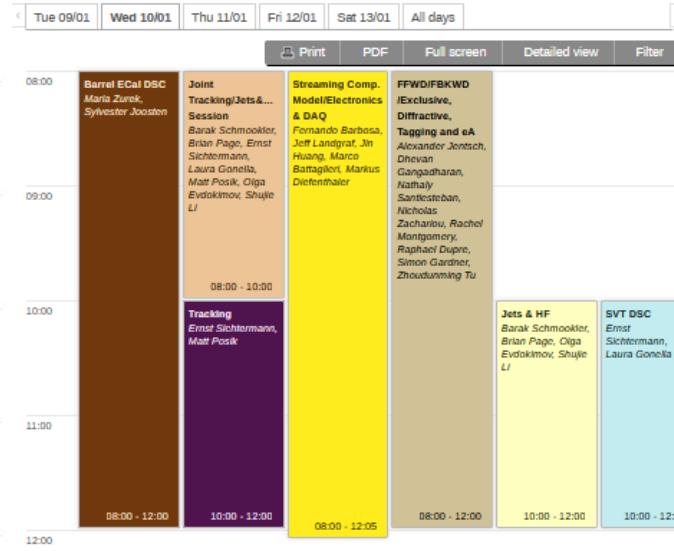 Tue 09/01 Wed 10/01 Thu 11/01 Fri 12/01 Sat 13/01 All days
Print PDF Full screen Detailed view Filter
08:00
09:00
10:00
11:00
12:00
Barrel ECal DSC
Maria Zurek,
Sylvester Joosten
08:00 - 12:00
Joint
Tracking/Jets&...
Session
Barak Schmookler,
Brian Page, Ernst
Sichtermann,
Laura Gonella,
Matt Posik, Olga
Evdokimov, Shujie
Li
08:00 - 10:00
Tracking
Ernst Sichtermann,
Matt Posik
10:00 - 12:00
Streaming Comp.
Model/Electronics
& DAQ
Fernando Barbosa,
Jeff Landgraf, Jin
Huang, Marco
Battaglieri, Markus
Diefenthaler
08:00 - 12:05
FFWD/FBKWD
/Exclusive,
Diffractive,
Tagging and eA
Alexander Jentsch,
Dhevan
Gangadharan,
Nathaly
Santiesteban,
Nicholas
Zachariou, Rachel
Montgomery,
Raphael Dupre,
Simon Gardner,
Zhoudunming Tu
08:00 - 12:00
Jets & HF
Barak Schmookler,
Brian Page, Olga
Evdokimov, Shujie
Li
10:00 - 12:00
SVT DSC
Ernst
Sichtermann,
Laura Gonella
10:00 - 12: